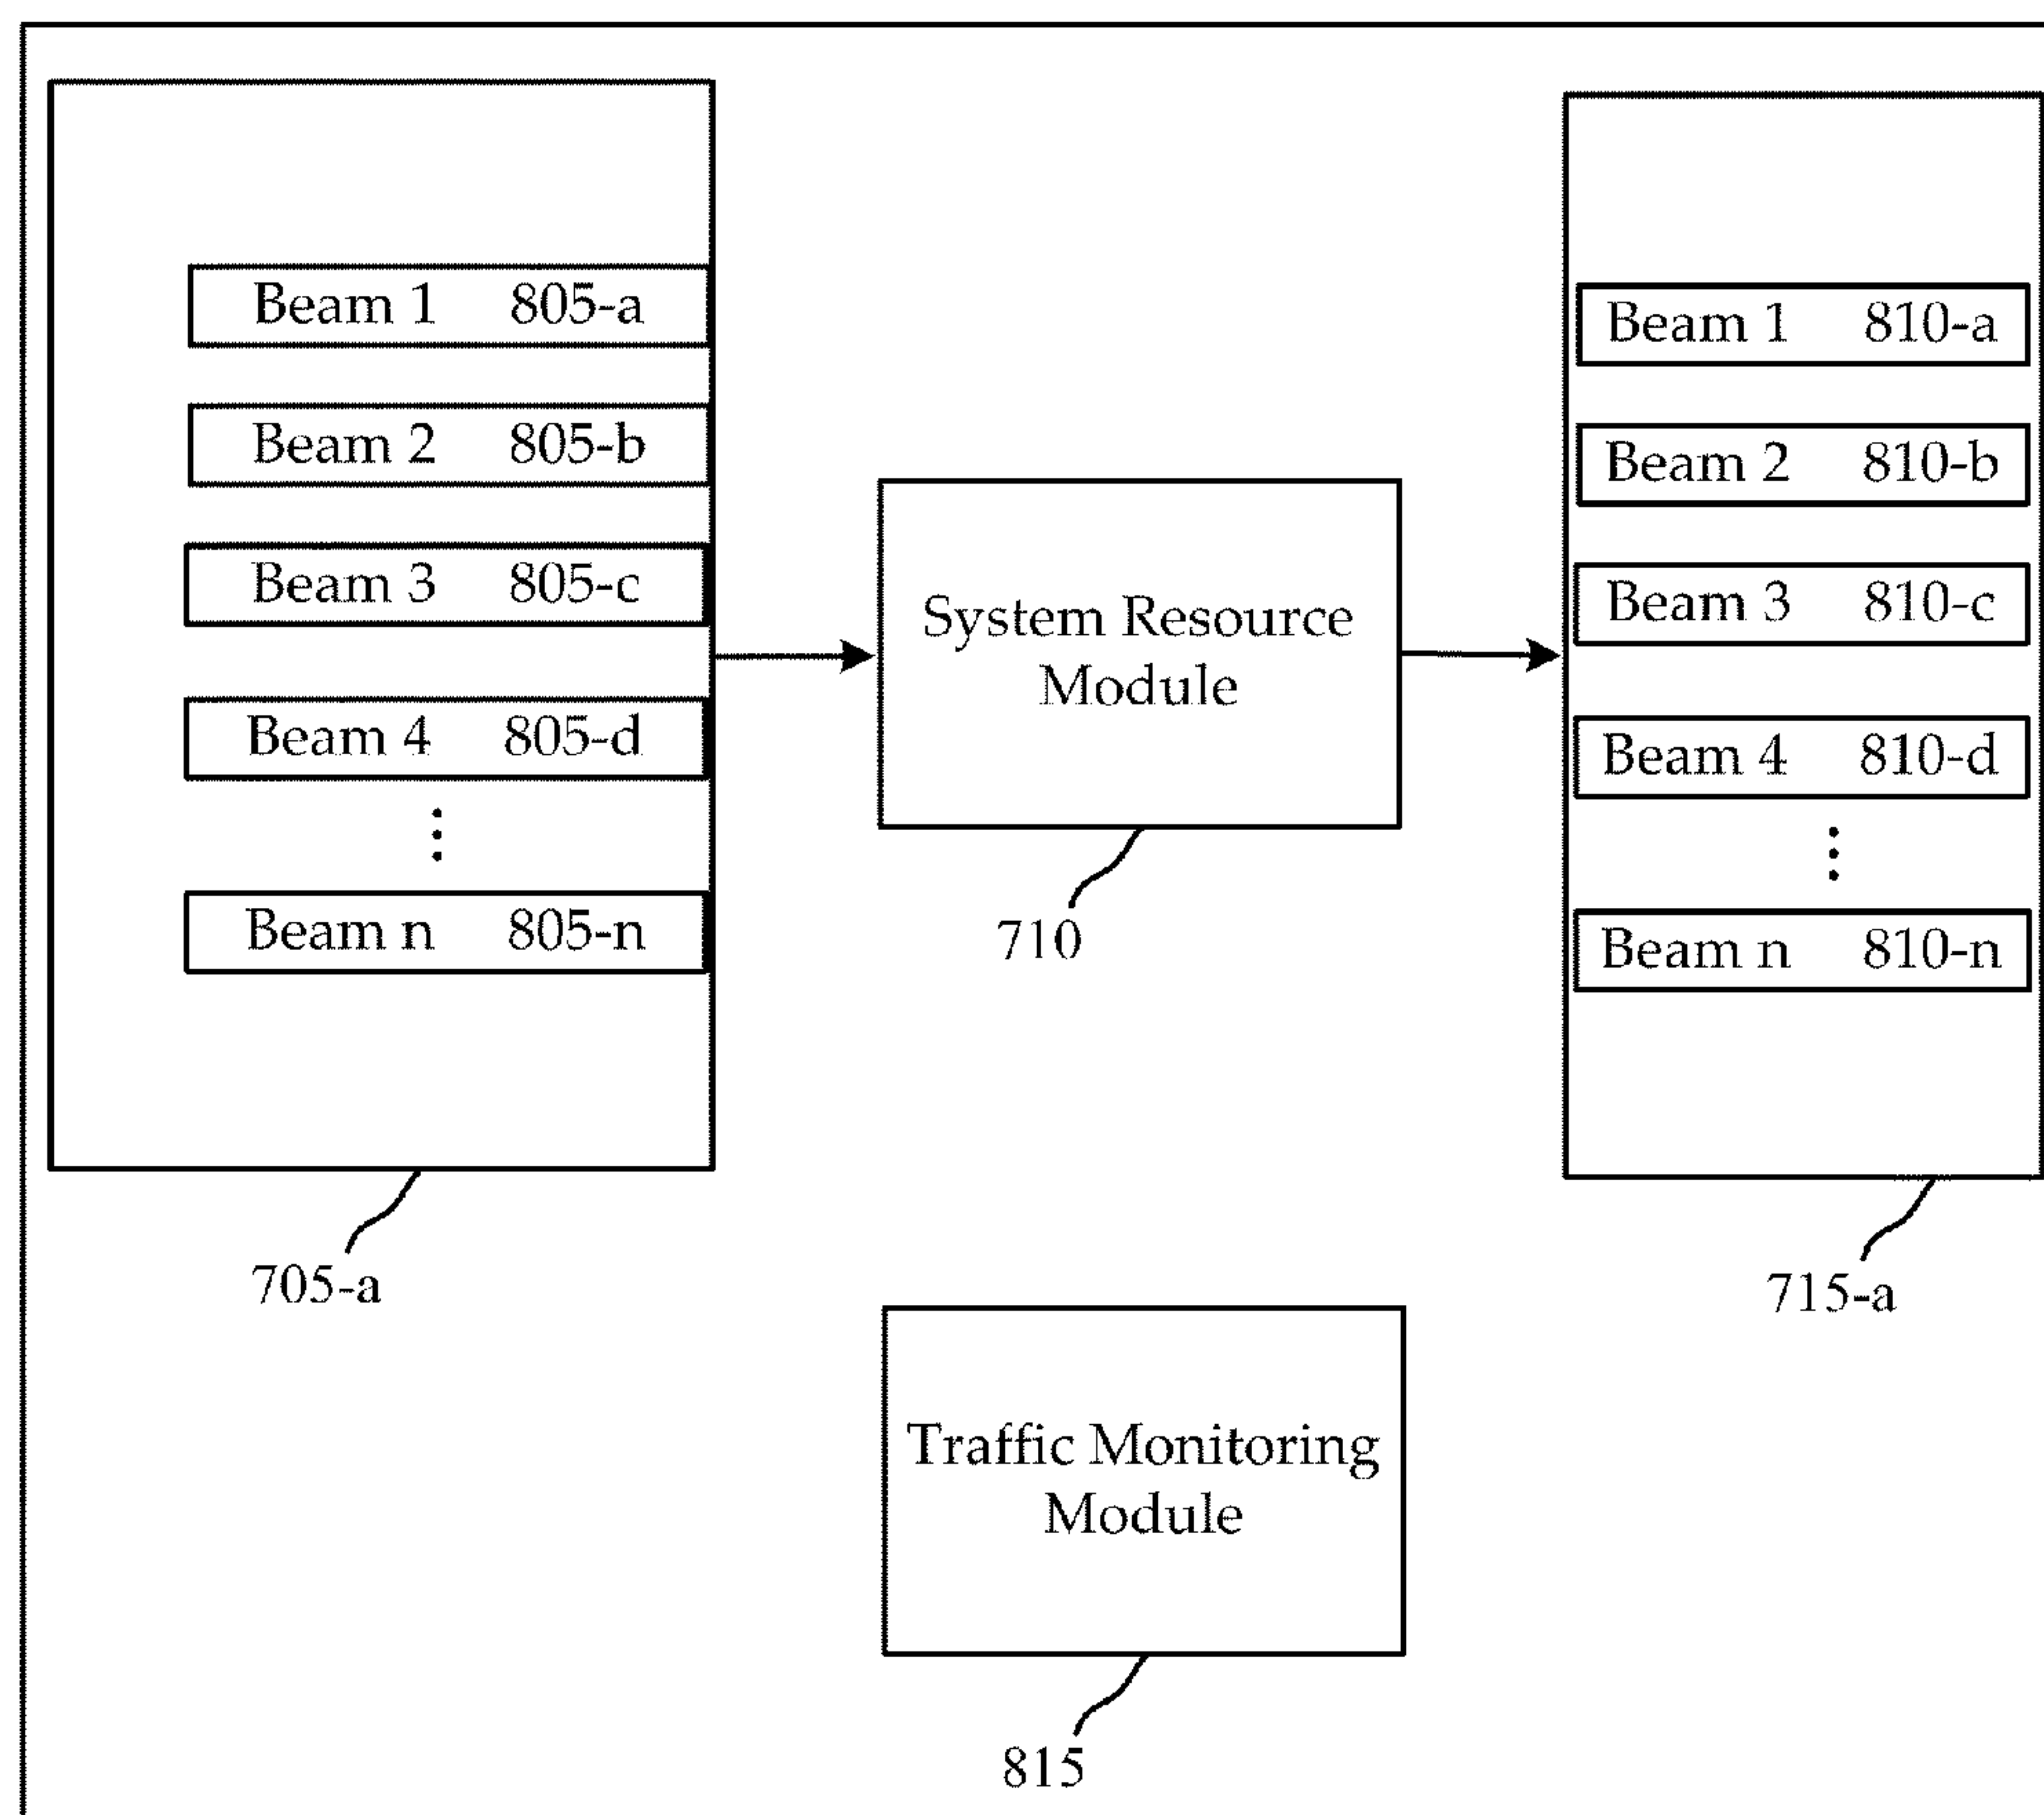 Beam 1 805-a
Beam 2 805-b
Beam 3 805-c
Beam 4 805-d
Beam n 805-n
705-a
System Resource
Module
710
Beam 1 810-a
Beam 2 810-b
Beam 3 810-c
Beam 4 810-d
Beam n 810-n
715-a
Traffic Monitoring
Module
815